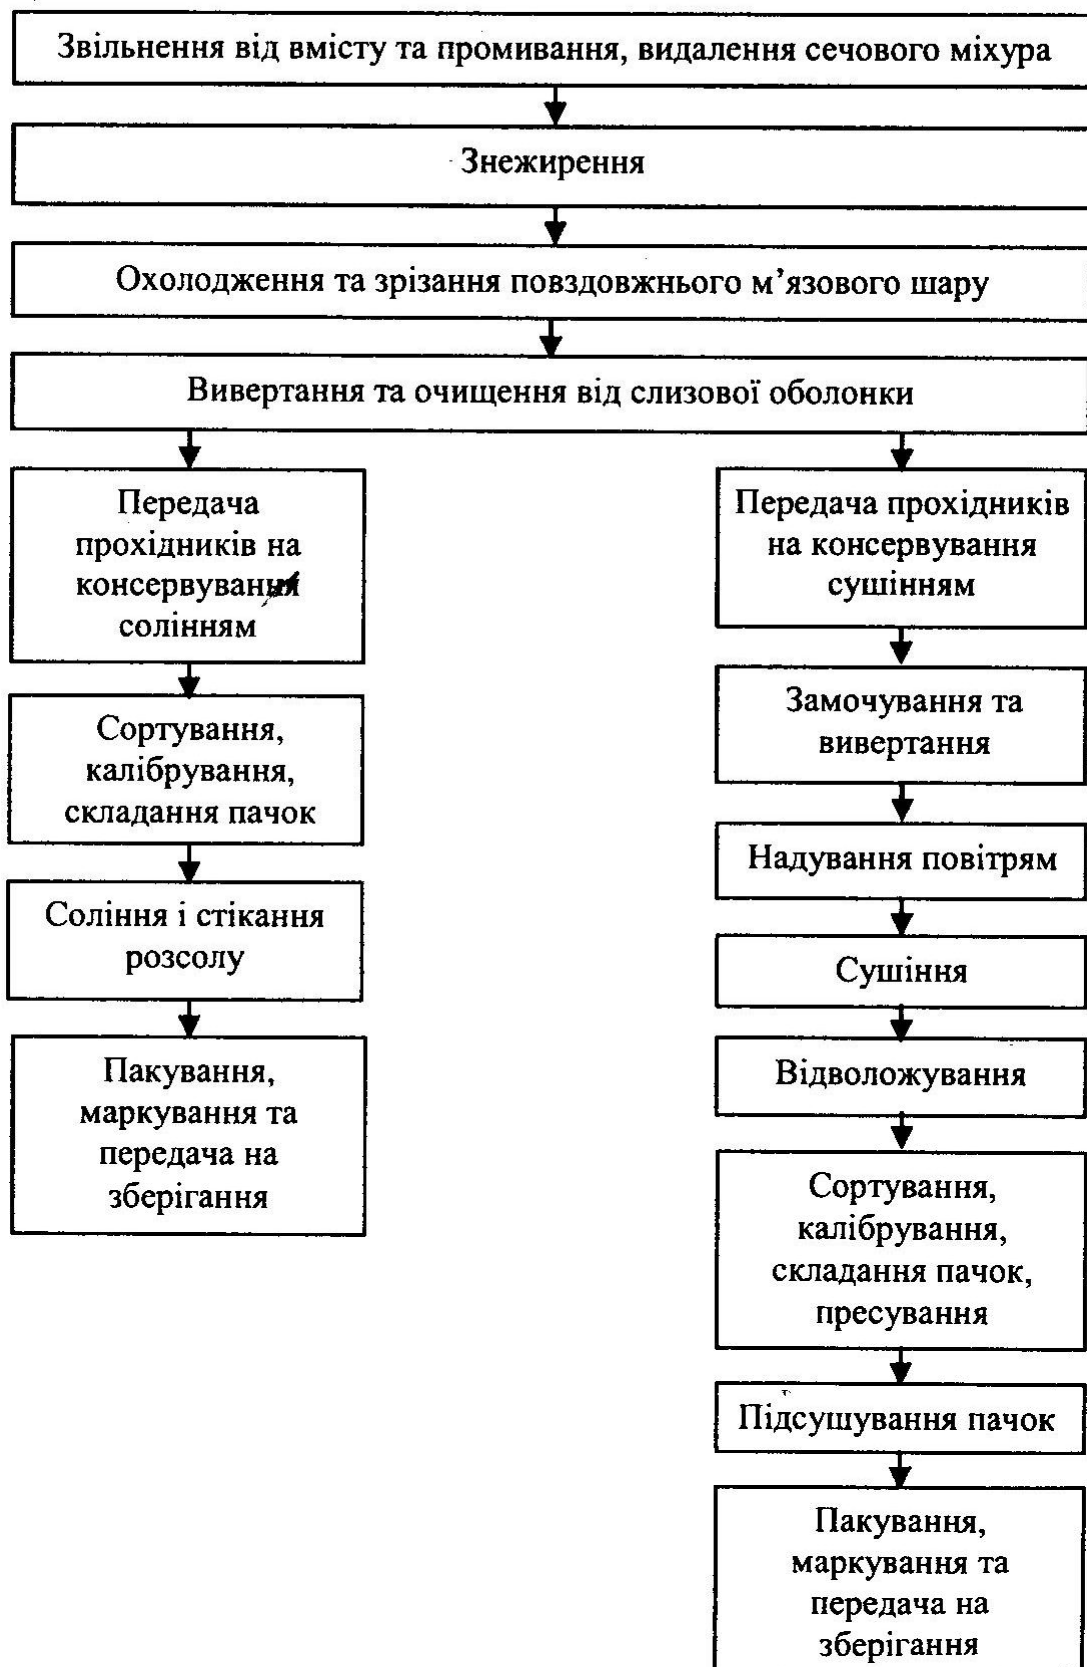 Звільнення від вмісту та промивання, видалення сечового міхура
Знежирення
Охолодження та зрізання повздовжнього м’язового шару
Вивертання та очищення від слизової оболонки
Передача
прохідників на
консервування
солінням
Сортування,
калібрування,
складання пачок
Соління і стікання
розсолу
Пакування,
маркування та
передача на
зберігання
Передача прохідників
на консервування
сушінням
Замочування та
вивертання
Надування повітрям
Сушіння
Відволожування
Сортування,
калібрування,
складання пачок,
пресування
Підсушування пачок
Пакування,
маркування та
передача на
зберігання